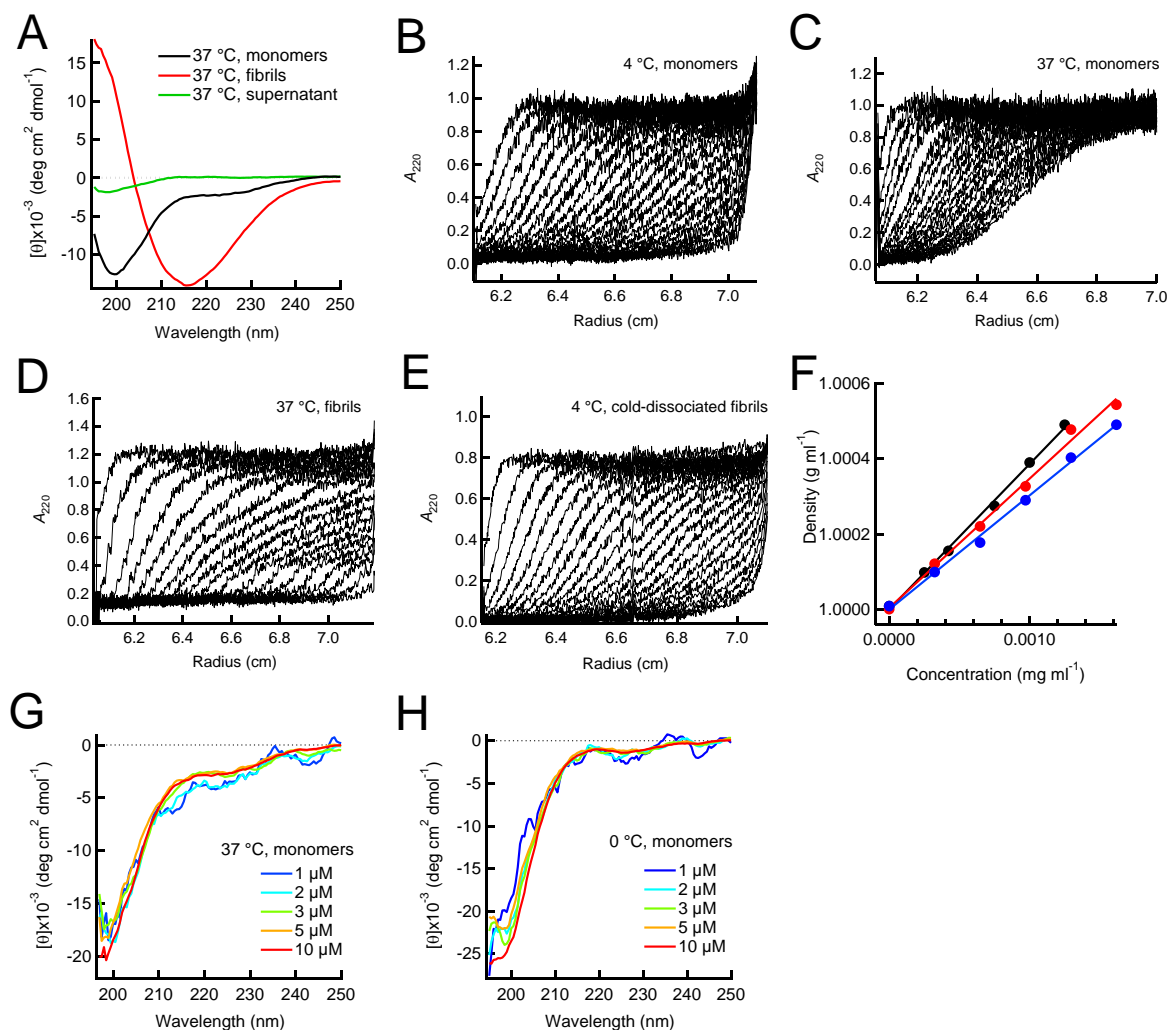 A
37 °C, monomers
37 °C, fibrils
37 °C, supernatant
[θ]x10⁻³ (deg cm² dmol⁻¹)
15
10
5
0
-5
-10
200 210 220 230 240 250
Wavelength (nm)
B
4 °C, monomers
A₂₂₀
1.2
1.0
0.8
0.6
0.4
0.2
0.0
6.2 6.4 6.6 6.8 7.0
Radius (cm)
C
37 °C, monomers
A₂₂₀
1.2
1.0
0.8
0.6
0.4
0.2
0.0
6.2 6.4 6.6 6.8 7.0
Radius (cm)
D
37 °C, fibrils
A₂₂₀
1.6
1.4
1.2
1.0
0.8
0.6
0.4
0.2
0.0
6.2 6.4 6.6 6.8 7.0
Radius (cm)
E
4 °C, cold-dissociated fibrils
A₂₂₀
1.0
0.8
0.6
0.4
0.2
0.0
6.2 6.4 6.6 6.8 7.0
Radius (cm)
F
Density (g ml⁻¹)
1.0006
1.0004
1.0002
1.0000
0.0000 0.0010
Concentration (mg ml⁻¹)
G
[θ]x10⁻³ (deg cm² dmol⁻¹)
0
-5
-10
-15
-20
37 °C, monomers
1 µM
2 µM
3 µM
5 µM
10 µM
200 210 220 230 240 250
Wavelength (nm)
H
[θ]x10⁻³ (deg cm² dmol⁻¹)
0
-5
-10
-15
-20
-25
0 °C, monomers
1 µM
2 µM
3 µM
5 µM
10 µM
200 210 220 230 240 250
Wavelength (nm)